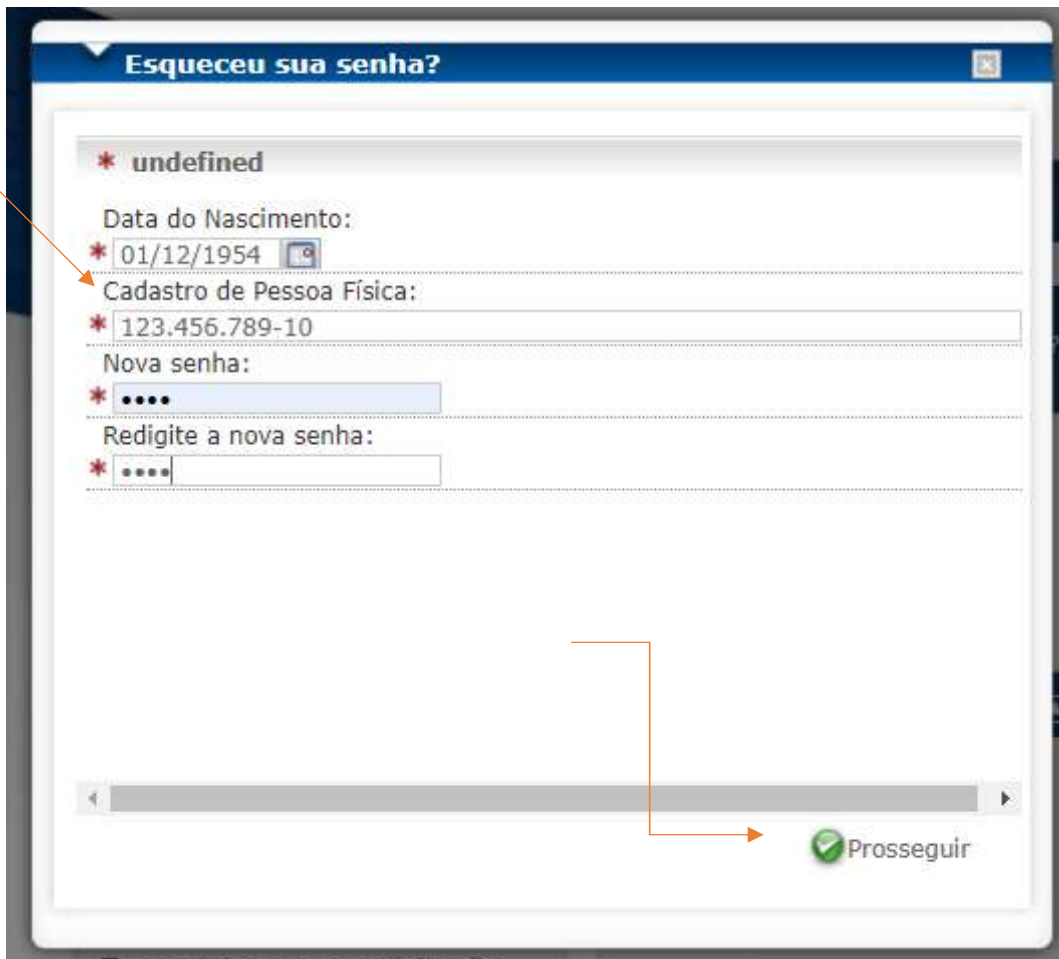 Esqueceu sua senha?
* undefined
Data do Nascimento:
* 01/12/1954
Cadastro de Pessoa Física:
* 123.456.789-10
Nova senha:
* ••••
Redigite a nova senha:
* ••••
Prosseguir